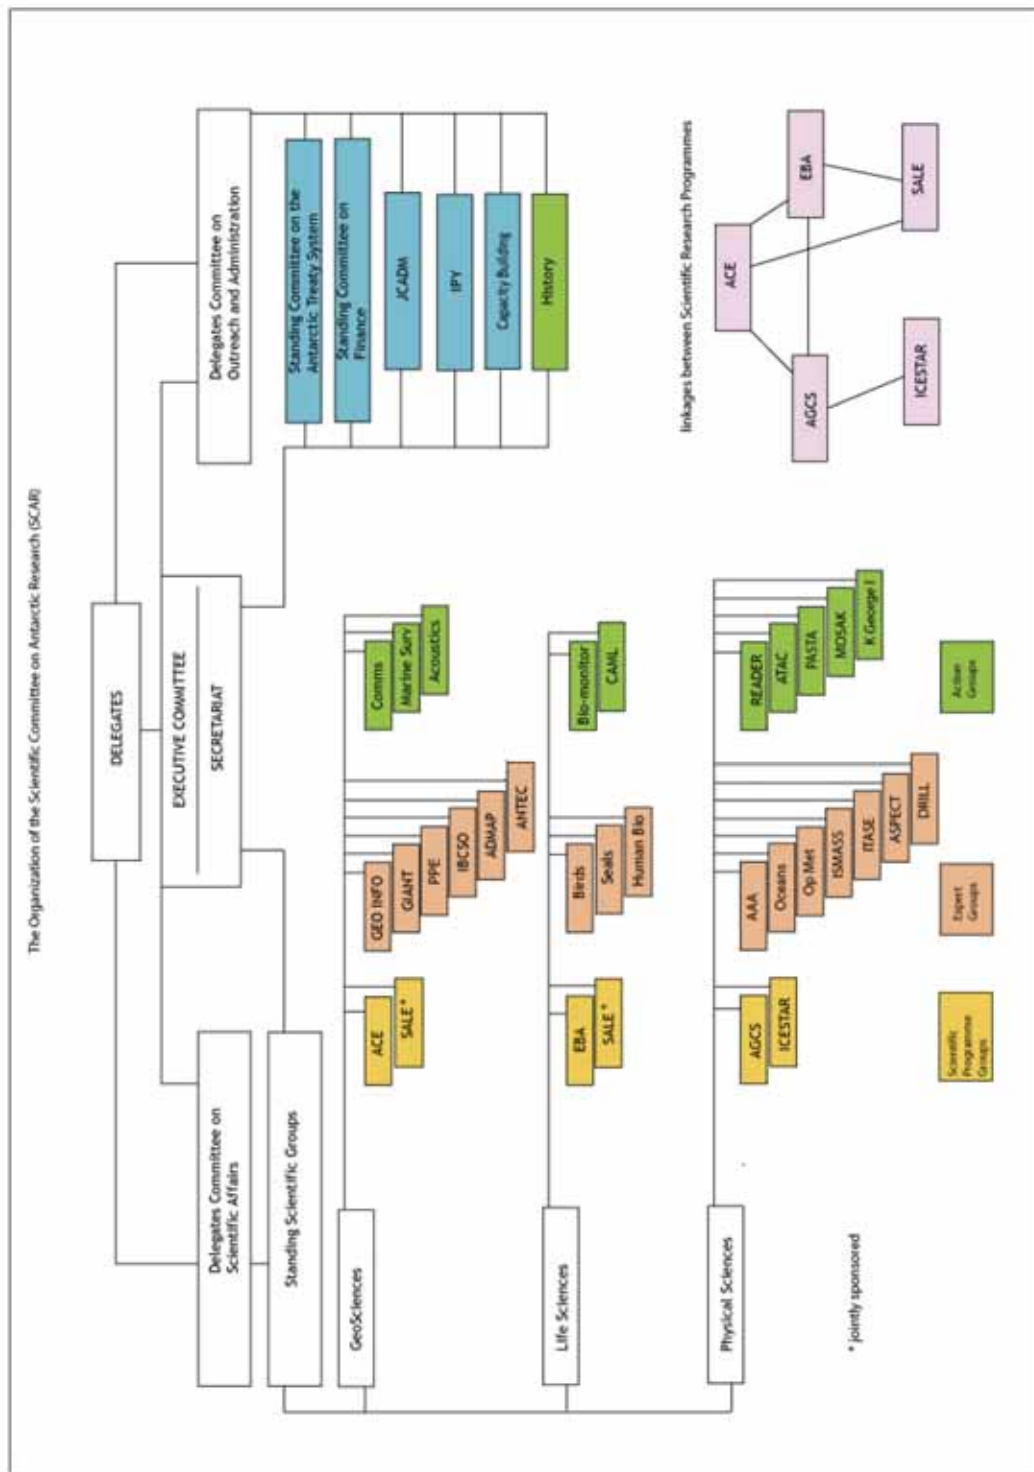 The Organization of the Scientific Committee on Antarctic Research (SCAR)
DELEGATES
EXECUTIVE COMMITTEE
SECRETARIAT
Delegates Committee on
Scientific Affairs
Standing Scientific Groups
Delegates Committee on
Outreach and Administration
Standing Committee on the
Antarctic Treaty System
Standing Committee on
Finance
JCADM
IPY
Capacity Building
History
GeoSciences
ACE
SALE *
GEO INFO
GIANT
PPE
IBCSO
ADMAP
ANTEC
Comms
Marine Surv
Acoustics
Life Sciences
EBA
SALE *
Birds
Seals
Human Bio
Bio-monitor
CAML
Physical Sciences
AGCS
ICESTAR
AAA
Oceans
Op Met
ISMASS
ITASE
ASPECT
DRILL
READER
ATAC
PASTA
MOSAK
K George I
linkages between Scientific Research Programmes
ACE
AGCS
EBA
ICESTAR
SALE
* jointly sponsored
Scientific
Programme
Groups
Expert
Groups
Action
Groups